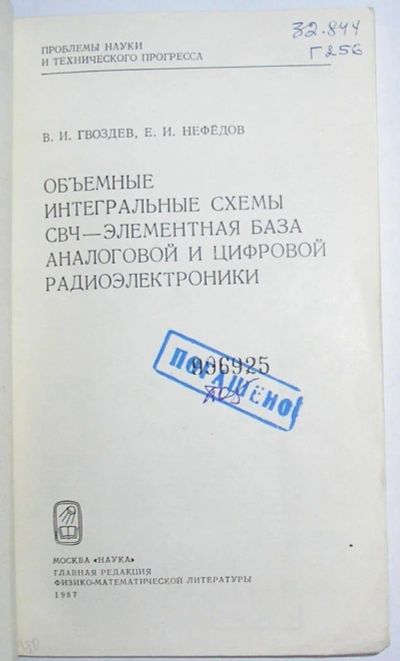 ПРОБЛЕМЫ НАУКИ
И ТЕХНИЧЕСКОГО ПРОГРЕССА
32.844
Г256
В. И. ГВОЗДЕВ, Е. И. НЕФЁДОВ
ОБЪЕМНЫЕ
ИНТЕГРАЛЬНЫЕ СХЕМЫ
СВЧ—ЭЛЕМЕНТНАЯ БАЗА
АНАЛОГОВОЙ И ЦИФРОВОЙ
РАДИОЭЛЕКТРОНИКИ
906925
ПОГАШЕНО
МОСКВА «НАУКА»
ГЛАВНАЯ РЕДАКЦИЯ
ФИЗИКО-МАТЕМАТИЧЕСКОЙ ЛИТЕРАТУРЫ
1987